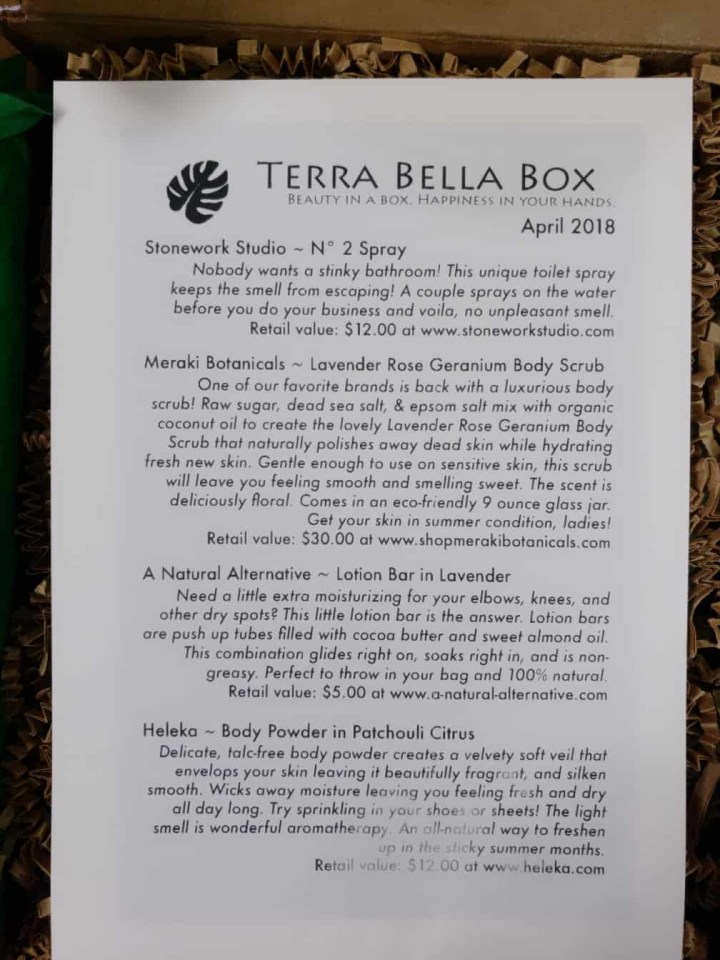 TERRA BELLA BOX
BEAUTY IN A BOX. HAPPINESS IN YOUR HANDS.
April 2018
Stonework Studio ~ N° 2 Spray
Nobody wants a stinky bathroom! This unique toilet spray
keeps the smell from escaping! A couple sprays on the water
before you do your business and voila, no unpleasant smell.
Retail value: $12.00 at www.stoneworkstudio.com
Meraki Botanicals ~ Lavender Rose Geranium Body Scrub
One of our favorite brands is back with a luxurious body
scrub! Raw sugar, dead sea salt, & epsom salt mix with organic
coconut oil to create the lovely Lavender Rose Geranium Body
Scrub that naturally polishes away dead skin while hydrating
fresh new skin. Gentle enough to use on sensitive skin, this scrub
will leave you feeling smooth and smelling sweet. The scent is
deliciously floral. Comes in an eco-friendly 9 ounce glass jar.
Get your skin in summer condition, ladies!
Retail value: $30.00 at www.shopmerakibotanicals.com
A Natural Alternative ~ Lotion Bar in Lavender
Need a little extra moisturizing for your elbows, knees, and
other dry spots? This little lotion bar is the answer. Lotion bars
are push up tubes filled with cocoa butter and sweet almond oil.
This combination glides right on, soaks right in, and is non-
greasy. Perfect to throw in your bag and 100% natural.
Retail value: $5.00 at www.a-natural-alternative.com
Heleka ~ Body Powder in Patchouli Citrus
Delicate, talc-free body powder creates a velvety soft veil that
envelops your skin leaving it beautifully fragrant, and silken
smooth. Wicks away moisture leaving you feeling fresh and dry
all day long. Try sprinkling in your shoes or sheets! The light
smell is wonderful aromatherapy. An all-natural way to freshen
up in the sticky summer months.
Retail value: $12.00 at www.heleka.com